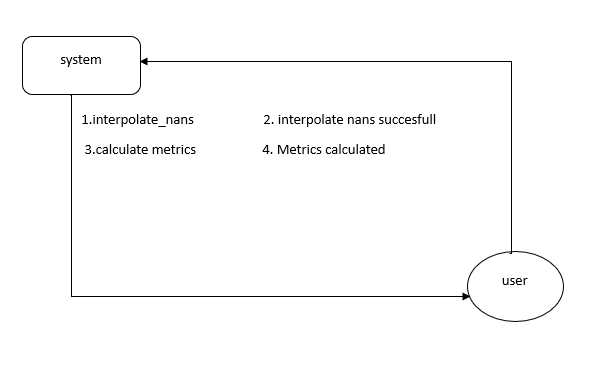 system
1.interpolate_nans
2. interpolate nans succesfull
3.calculate metrics
4. Metrics calculated
user